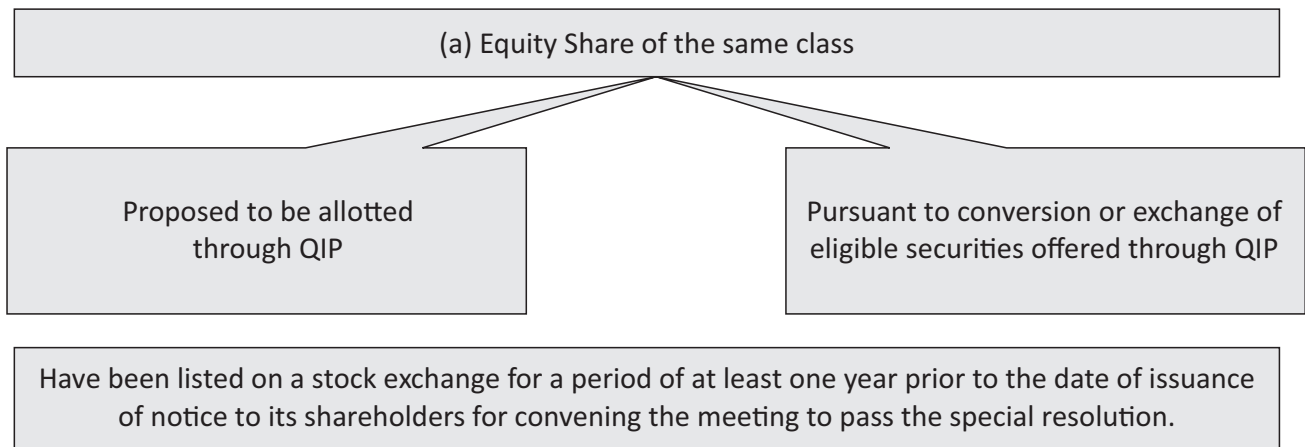 (a) Equity Share of the same class
Proposed to be allotted
through QIP
Pursuant to conversion or exchange of
eligible securities offered through QIP
Have been listed on a stock exchange for a period of at least one year prior to the date of issuance
of notice to its shareholders for convening the meeting to pass the special resolution.